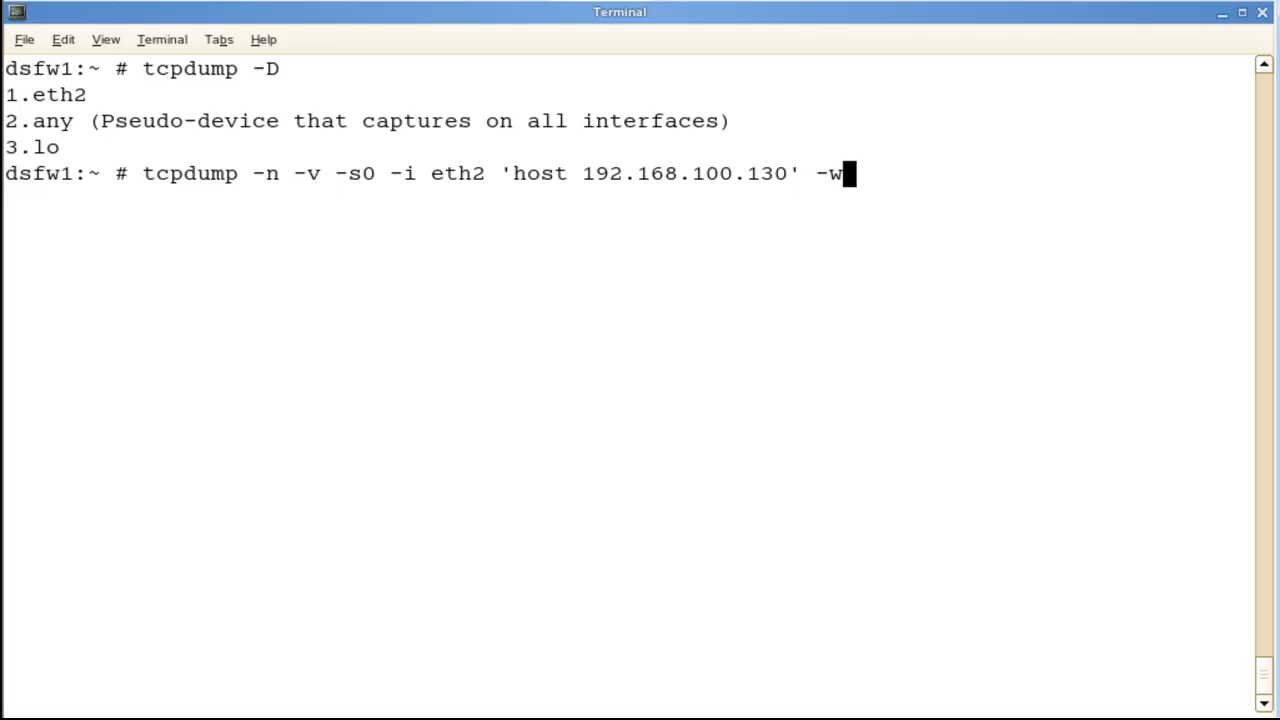 Terminal
File Edit View Terminal Tabs Help
dsfw1:~ # tcpdump -D
1.eth2
2.any (Pseudo-device that captures on all interfaces)
3.lo
dsfw1:~ # tcpdump -n -v -s0 -i eth2 'host 192.168.100.130' -w